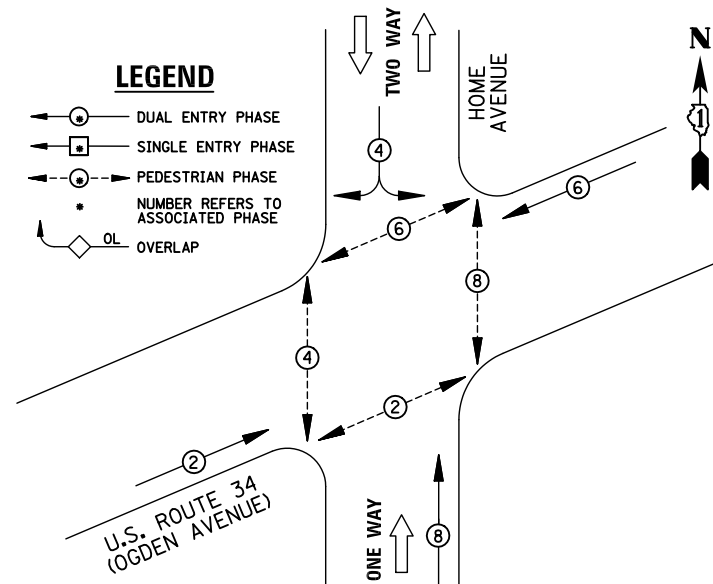 LEGEND
* DUAL ENTRY PHASE
* SINGLE ENTRY PHASE
* PEDESTRIAN PHASE
* NUMBER REFERS TO
ASSOCIATED PHASE
OL OVERLAP
TWO WAY
HOME
AVENUE
N
1
4
6
6
8
4
2
2
8
U.S. ROUTE 34
(OGDEN AVENUE)
ONE WAY